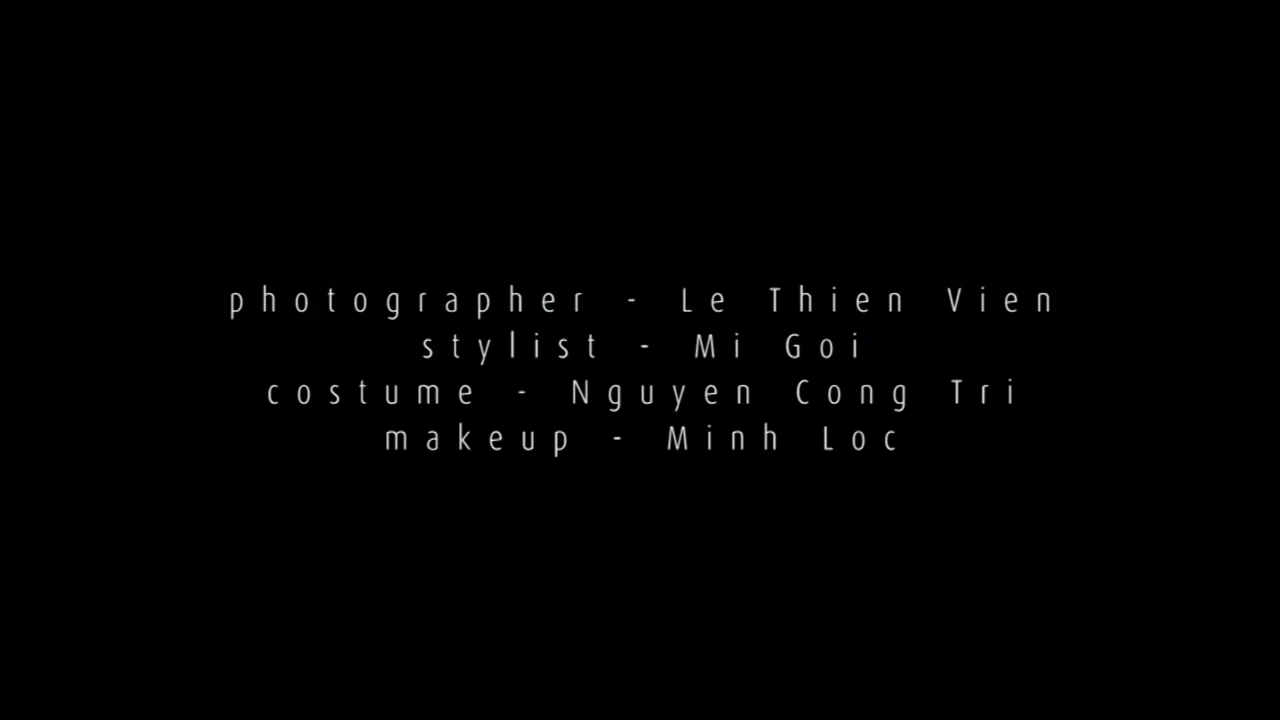 photographer - Le Thien Vien
stylist - Mi Goi
costume - Nguyen Cong Tri
makeup - Minh Loc